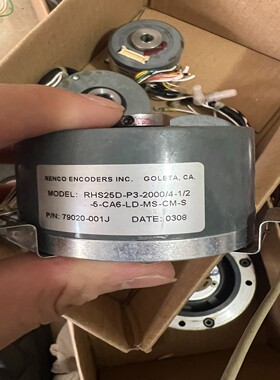 RENCO ENCODERS INC. GOLETA, CA.
MODEL: RHS25D-P3-2000/4-1/2
-5-CA6-LD-MS-CM-S
P/N: 79020-001J DATE: 0308